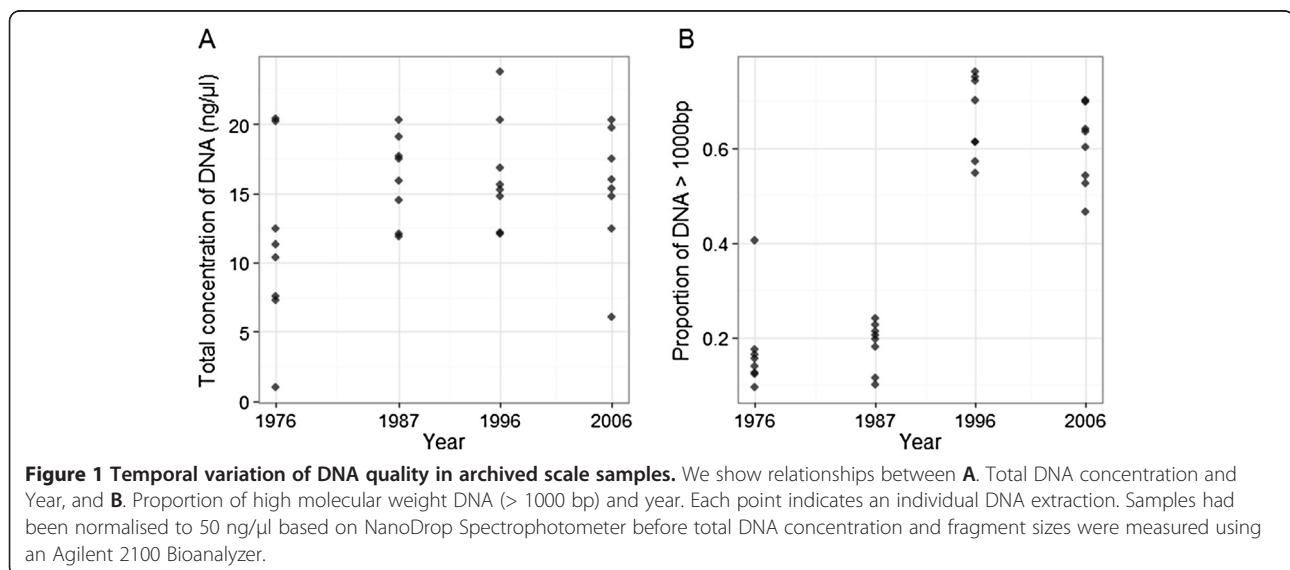 A
B
Total concentration of DNA (ng/µl)
20
15
10
5
0
1976
1987
1996
2006
Year
Proportion of DNA > 1000bp
0.6
0.4
0.2
1976
1987
1996
2006
Year
Figure 1 Temporal variation of DNA quality in archived scale samples. We show relationships between A. Total DNA concentration and
Year, and B. Proportion of high molecular weight DNA (> 1000 bp) and year. Each point indicates an individual DNA extraction. Samples had
been normalised to 50 ng/µl based on NanoDrop Spectrophotometer before total DNA concentration and fragment sizes were measured using
an Agilent 2100 Bioanalyzer.